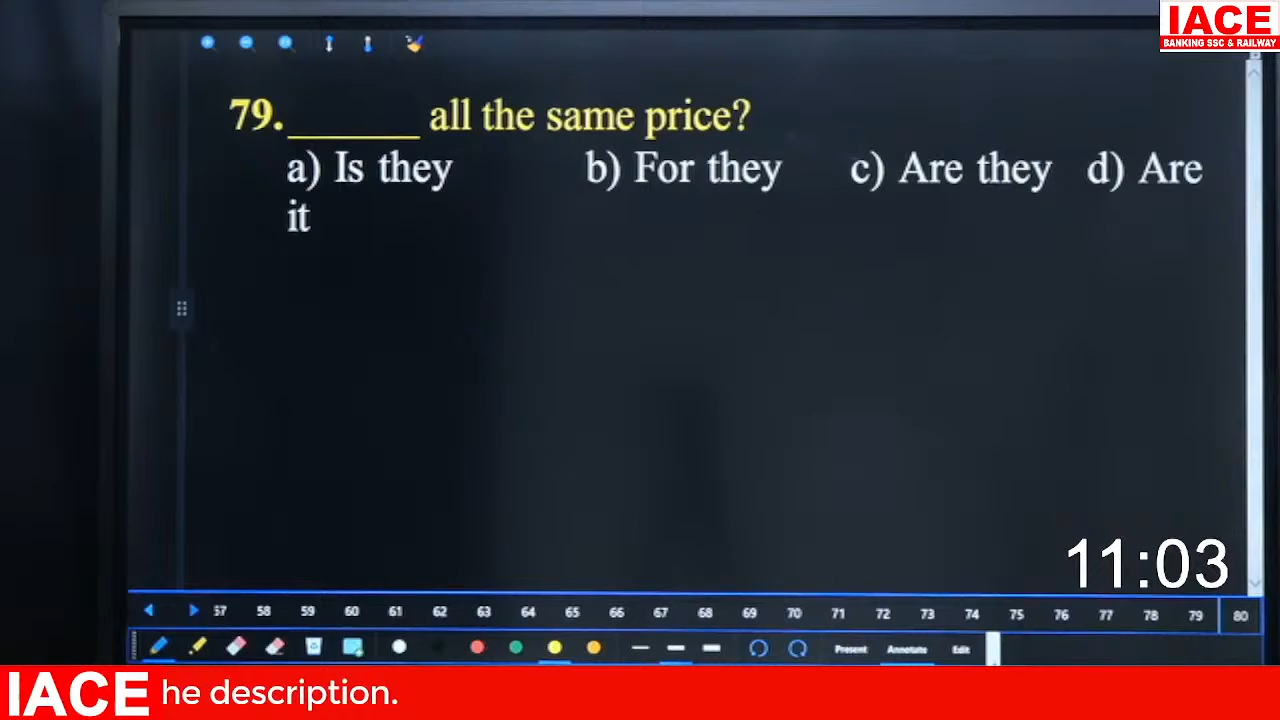 IACE
BANKING SSC & RAILWAY
79.______ all the same price?
a) Is they b) For they c) Are they d) Are
it
11:03
57 58 59 60 61 62 63 64 65 66 67 68 69 70 71 72 73 74 75 76 77 78 79 80
Present Annotate Edit
IACE he description.